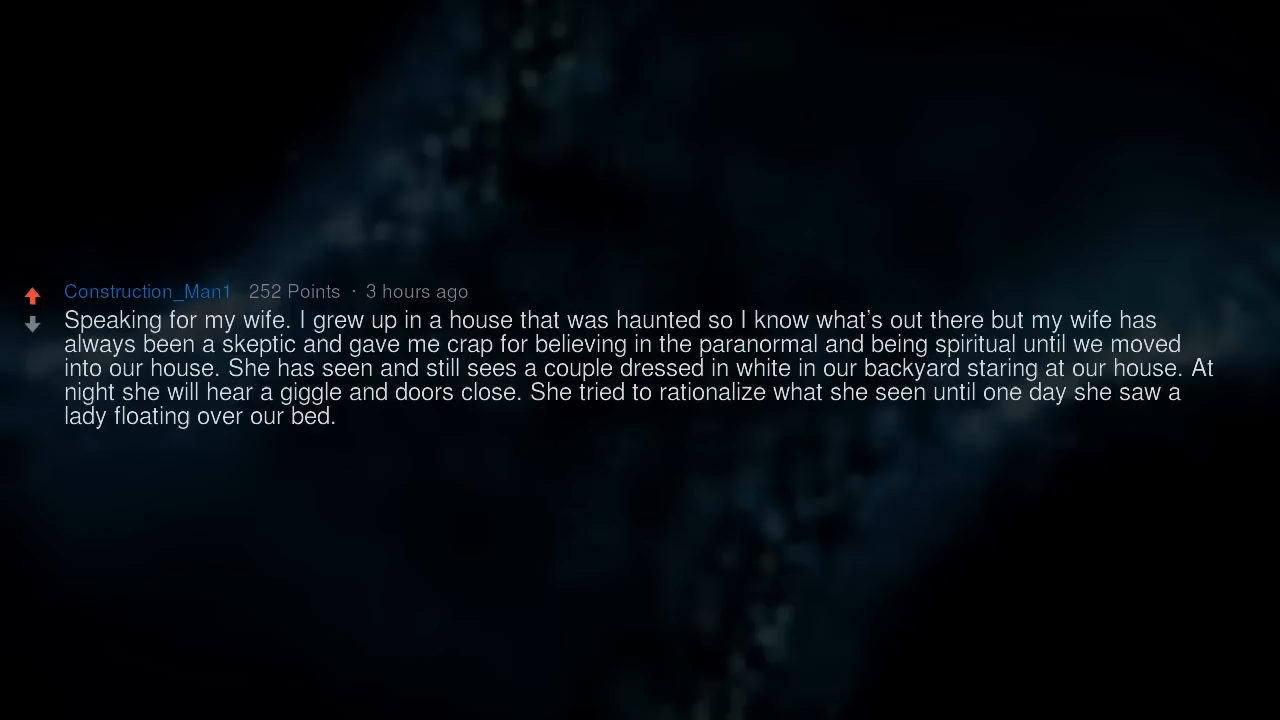 Construction_Man1 252 Points · 3 hours ago
Speaking for my wife. I grew up in a house that was haunted so I know what's out there but my wife has
always been a skeptic and gave me crap for believing in the paranormal and being spiritual until we moved
into our house. She has seen and still sees a couple dressed in white in our backyard staring at our house. At
night she will hear a giggle and doors close. She tried to rationalize what she seen until one day she saw a
lady floating over our bed.